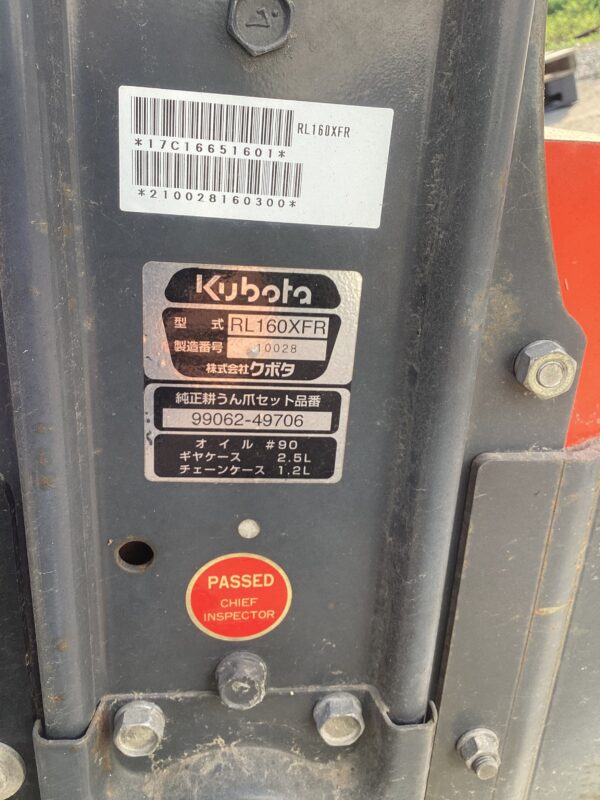 RL160XFR
*17C16651601*
*210028160300*
Kubota
型式 RL160XFR
製造番号 10028
株式会社クボタ
純正耕うん爪セット品番
99062-49706
オイル #90
ギヤケース 2.5L
チェーンケース 1.2L
PASSED
CHIEF
INSPECTOR
7